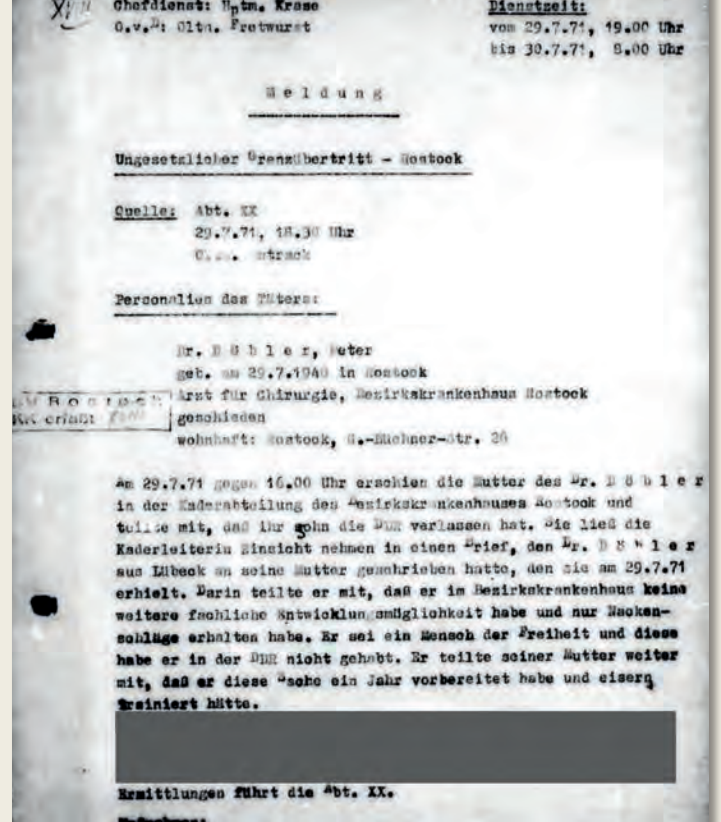 Chefdienst: Hptm. Krase
O.v.D: Oltn. Fretwurst
Dienstzeit:
vom 29.7.71, 19.00 Uhr
bis 30.7.71, 8.00 Uhr
Meldung
Ungesetzlicher Grenzübertritt - Rostock
Quelle: Abt. XX
29.7.71, 18.30 Uhr
Personalien des Täters:
Dr. Döbler, Peter
geb. am 29.7.1940 in Rostock
Arzt für Chirurgie, Bezirkskrankenhaus Rostock
geschieden
wohnhaft: Rostock, G.-Büchner-Str. 20
BV Rostock
KK erfaßt
Am 29.7.71 gegen 16.00 Uhr erschien die Mutter des Dr. Döbler
in der Kaderabteilung des Bezirkskrankenhauses Rostock und
teilte mit, daß ihr Sohn die DDR verlassen hat. Sie ließ die
Kaderleiterin Einsicht nehmen in einen Brief, den Dr. Döbler
aus Lübeck an seine Mutter geschrieben hatte, den sie am 29.7.71
erhielt. Darin teilte er mit, daß er im Bezirkskrankenhaus keine
weitere fachliche Entwicklungsmöglichkeit habe und nur Nacken-
schläge erhalten habe. Er sei ein Mensch der Freiheit und diese
habe er in der DDR nicht gehabt. Er teilte seiner Mutter weiter
mit, daß er diese Sache ein Jahr vorbereitet habe und eisern
trainiert hätte.
Ermittlungen führt die Abt. XX.